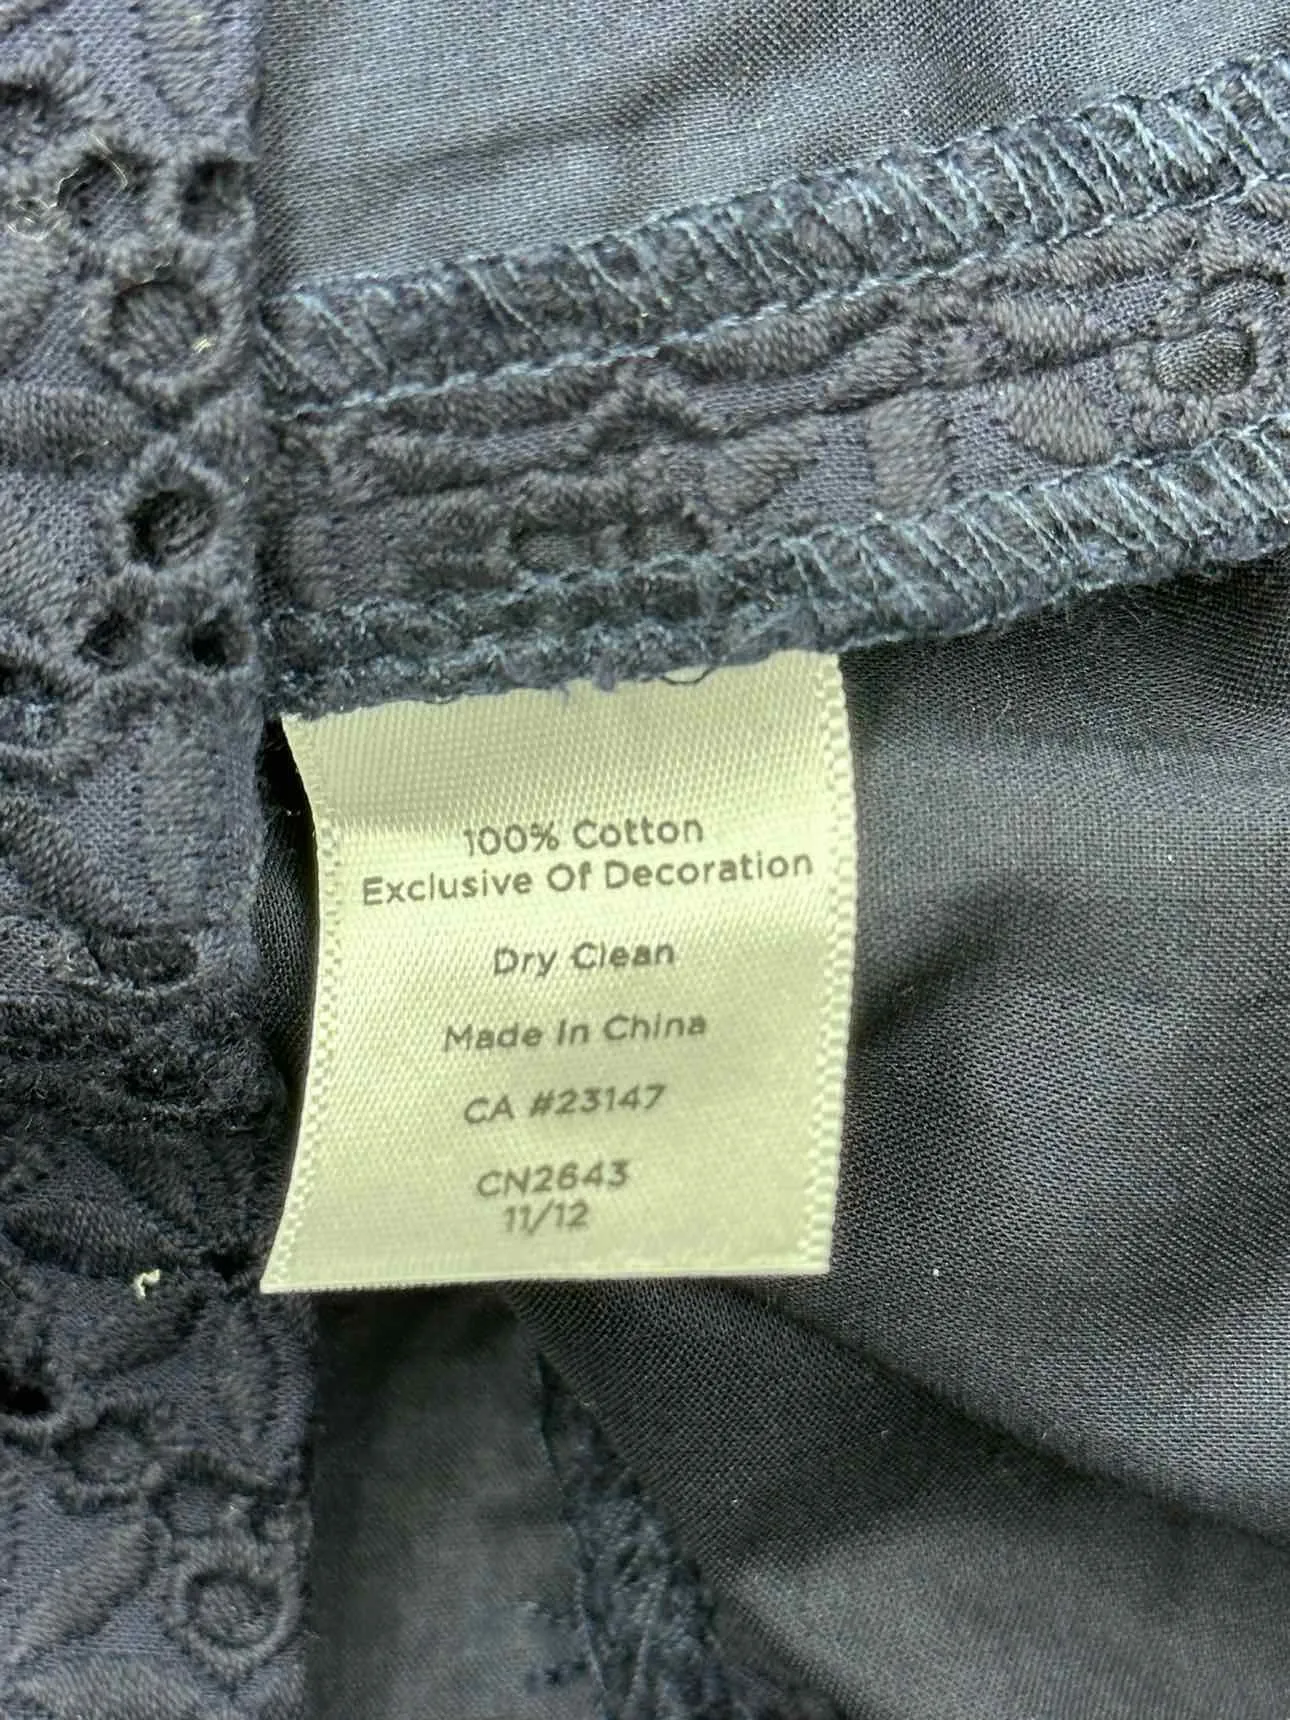 100% Cotton
Exclusive Of Decoration
Dry Clean
Made In China
CA #23147
CN2643
11/12